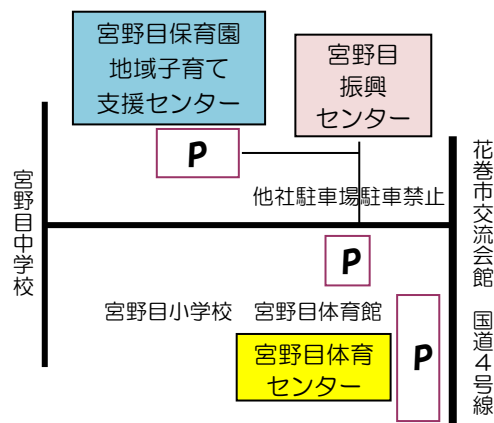 宮野目保育園
地域子育て
支援センター
宮野目
振興
センター
P
他社駐車場駐車禁止
宮野目中学校
花巻市交流会館
国道4号線
P
宮野目小学校
宮野目体育館
宮野目体育
センター
P